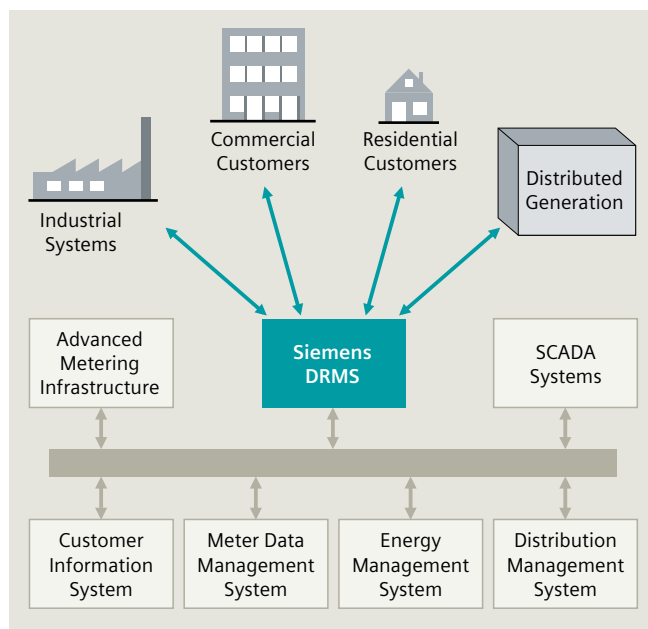 Commercial
Customers
Residential
Customers
Distributed
Generation
Industrial
Systems
Advanced
Metering
Infrastructure
Siemens
DRMS
SCADA
Systems
Customer
Information
System
Meter Data
Management
System
Energy
Management
System
Distribution
Management
System